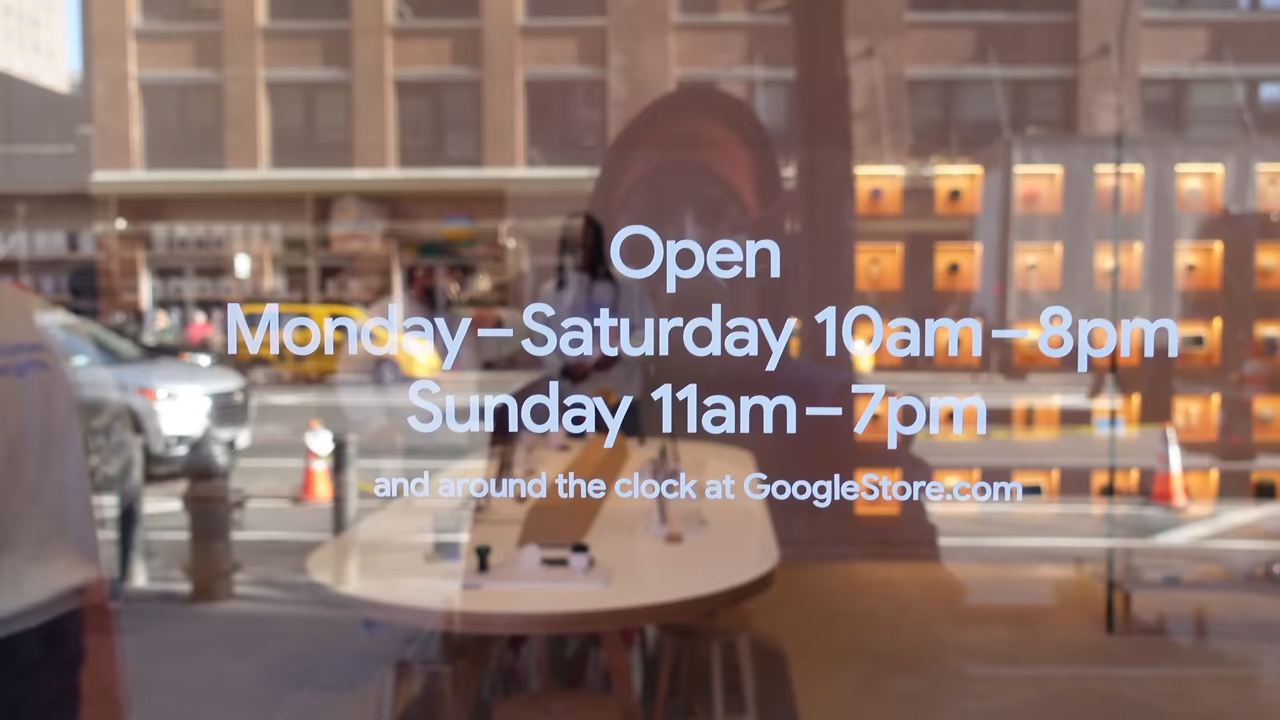 Open
Monday–Saturday 10am–8pm
Sunday 11am–7pm
and around the clock at GoogleStore.com